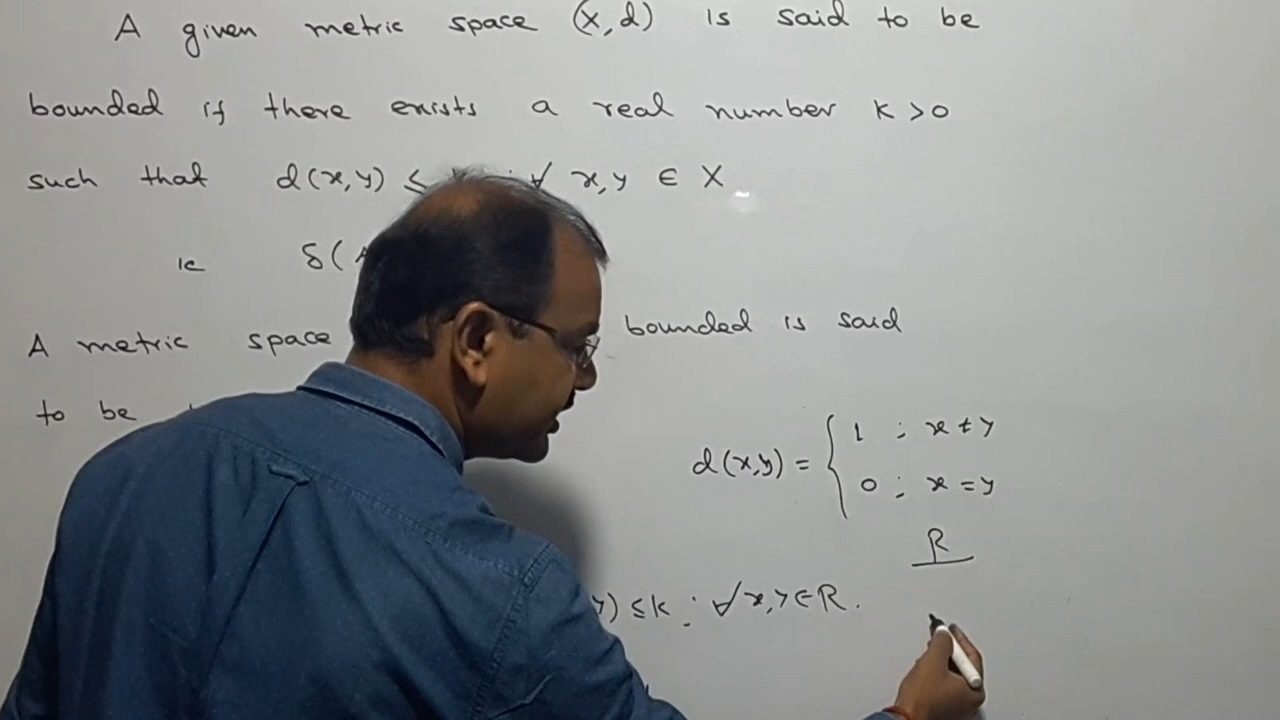 A given metric space (X, d) is said to be
bounded if there exists a real number k > 0
such that d(x, y) ≤ ∀ x, y ∈ X
ie δ(
A metric space bounded is said
to be
d(x, y) = { 1 ; x ≠ y
0 ; x = y
R
y) ≤ k ; ∀ x, y ∈ R.